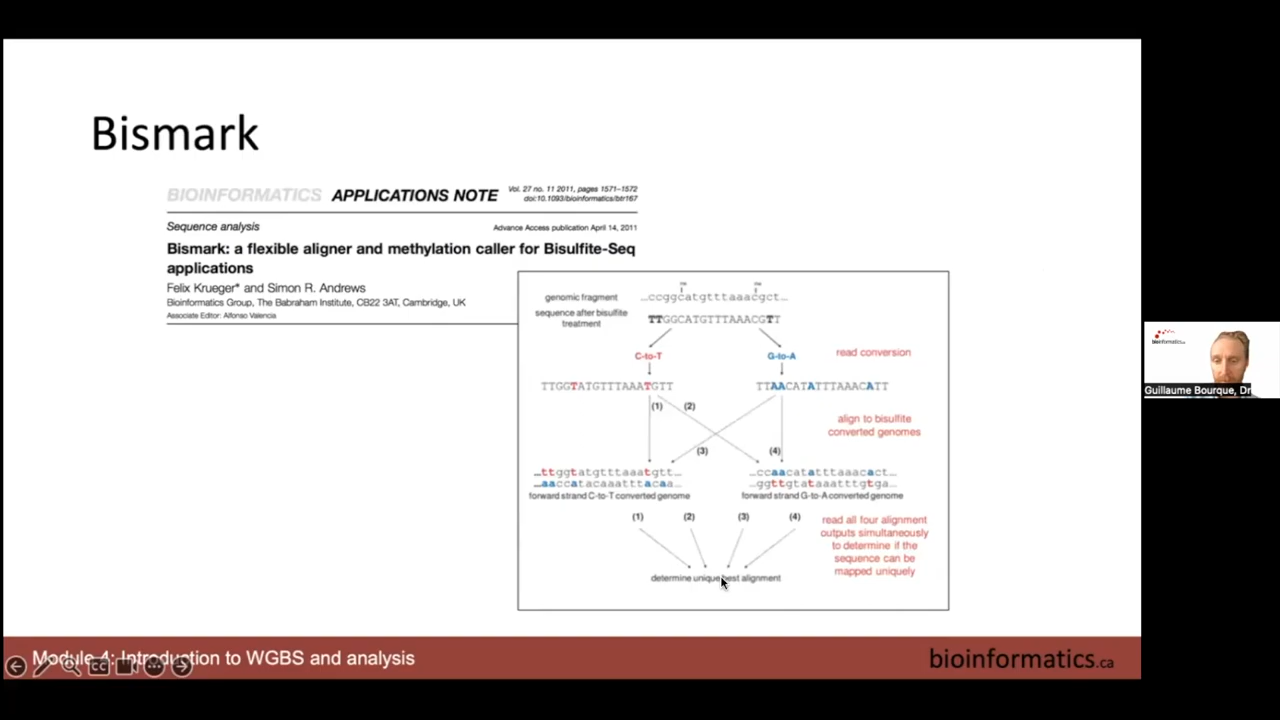 Bismark
BIOINFORMATICS APPLICATIONS NOTE
Vol. 27 no. 11 2011, pages 1571–1572
doi:10.1093/bioinformatics/btr167
Sequence analysis
Advance Access publication April 14, 2011
Bismark: a flexible aligner and methylation caller for Bisulfite-Seq
applications
Felix Krueger* and Simon R. Andrews
Bioinformatics Group, The Babraham Institute, CB22 3AT, Cambridge, UK
Associate Editor: Alfonso Valencia
me me
genomic fragment ...ccggcatgtttaaacgct...
sequence after bisulfite
treatment
TTGGCATGTTTAAACGTT
C-to-T G-to-A read conversion
TTGGTATGTTTAAATGTT TTAACATATTTAAACATT
(1) (2)
align to bisulfite
converted genomes
(3) (4)
...ttggtatgtttaaatgtt... ...ccaacatatttaaacact...
...aaccatacaaatttacaa... ...ggttgtataaatttgtga...
forward strand C-to-T converted genome forward strand G-to-A converted genome
(1) (2) (3) (4)
read all four alignment
outputs simultaneously
to determine if the
sequence can be
mapped uniquely
determine unique best alignment
bioinformatics.ca
Guillaume Bourque, Dr
Module 4: Introduction to WGBS and analysis
bioinformatics.ca